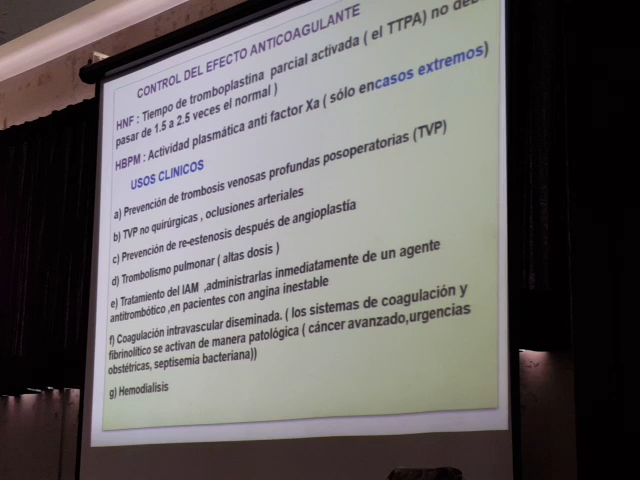 CONTROL DEL EFECTO ANTICOAGULANTE
HNF : Tiempo de tromboplastina parcial activada ( el TTPA) no
pasar de 1.5 a 2.5 veces el normal )
HBPM : Actividad plasmática anti factor Xa ( sólo encasos extremos)
USOS CLINICOS
a) Prevención de trombosis venosas profundas posoperatorias (TVP)
b) TVP no quirúrgicas , oclusiones arteriales
c) Prevención de re-estenosis después de angioplastía
d) Trombolismo pulmonar ( altas dosis )
e) Tratamiento del IAM ,administrarlas inmediatamente de un agente
antitrombótico ,en pacientes con angina inestable
f) Coagulación intravascular diseminada. ( los sistemas de coagulación y
fibrinolítico se activan de manera patológica ( cáncer avanzado,urgencias
obstétricas, septisemia bacteriana))
g) Hemodialisis